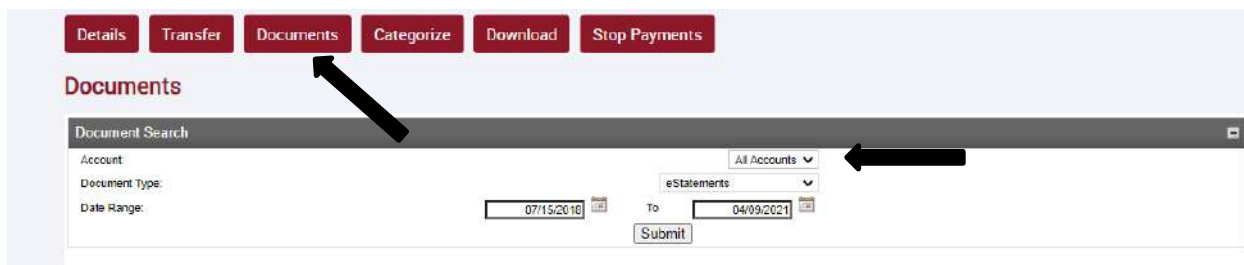 Details Transfer Documents Categorize Download Stop Payments
Documents
Document Search
Account: All Accounts
Document Type: eStatements
Date Range: 07/15/2018 To 04/09/2021
Submit